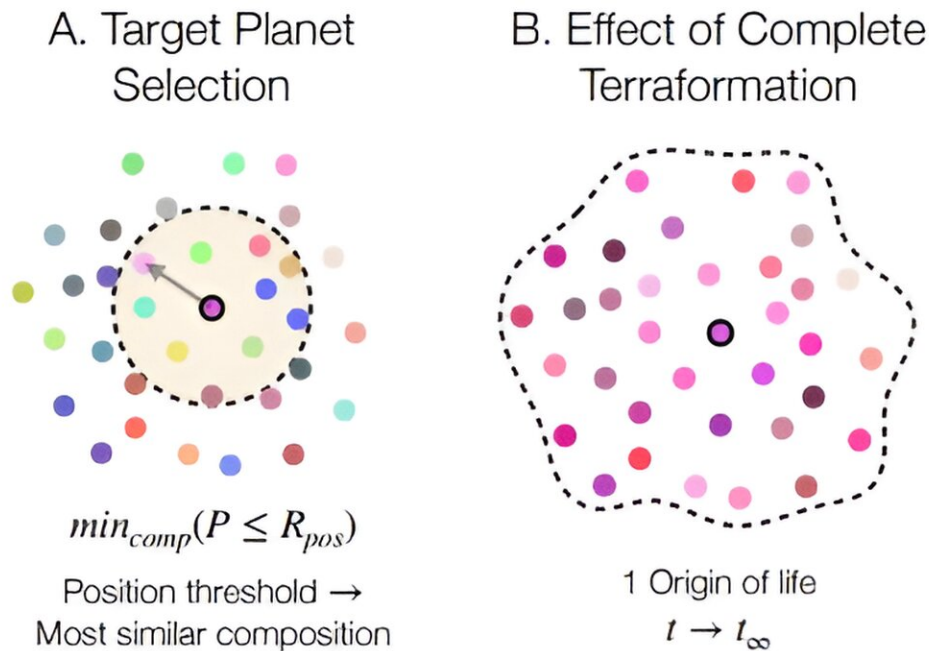 A. Target Planet
Selection
min_comp(P ≤ R_pos)
Position threshold →
Most similar composition
B. Effect of Complete
Terraformation
1 Origin of life
t → t_∞